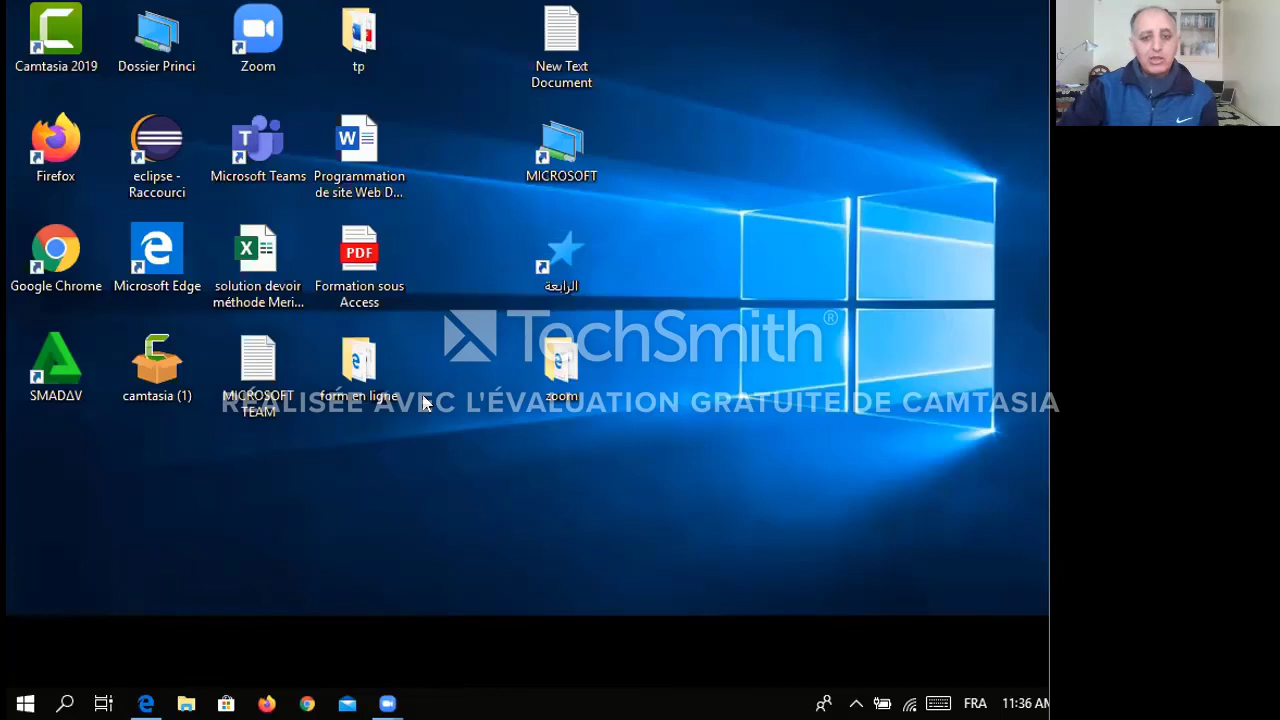 Camtasia 2019
Dossier Princi
Zoom
tp
New Text
Document
Firefox
eclipse -
Raccourci
Microsoft Teams
Programmation
de site Web D...
MICROSOFT
Google Chrome
Microsoft Edge
solution devoir
méthode Meri...
PDF
Formation sous
Access
الرابعة
TechSmith®
SMADΔV
camtasia (1)
MICROSOFT
TEAM
form en ligne
zoom
RÉALISÉE AVEC L'ÉVALUATION GRATUITE DE CAMTASIA
FRA
11:36 AM